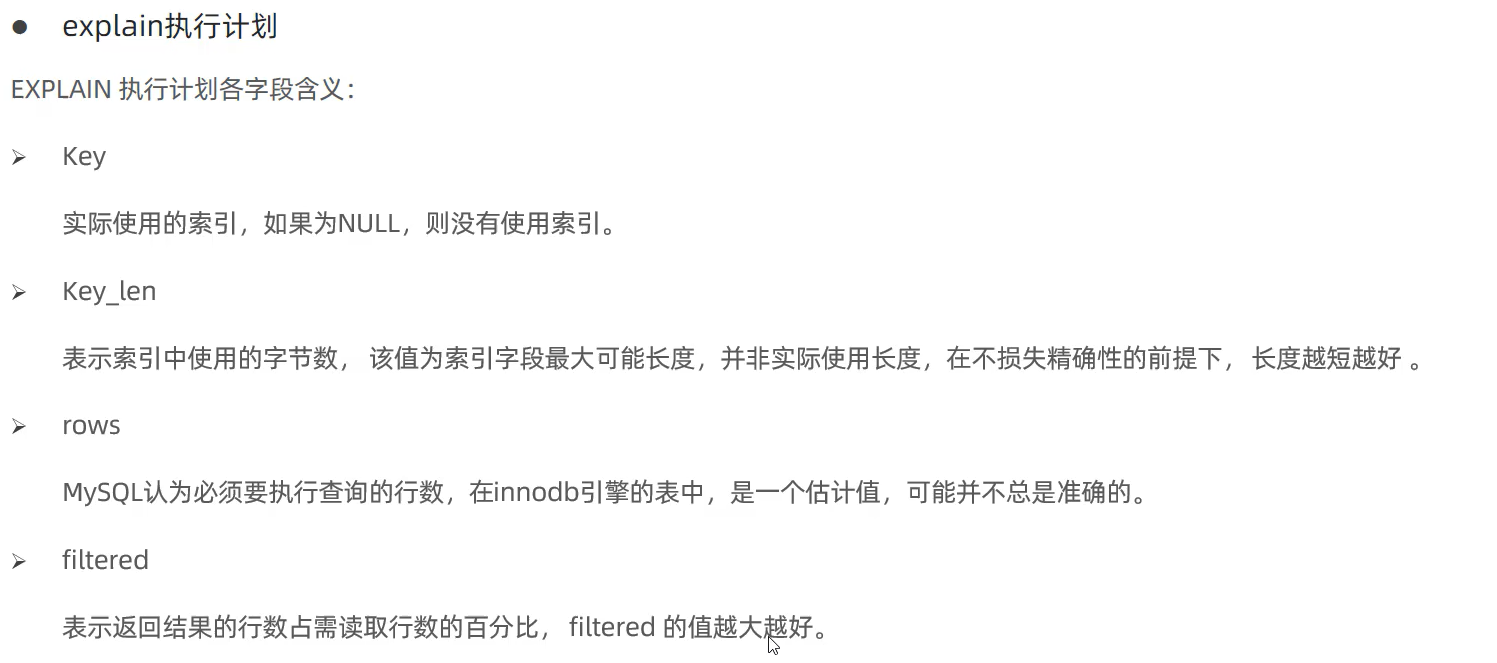 ● explain执行计划
EXPLAIN 执行计划各字段含义：
➢ Key
实际使用的索引，如果为NULL，则没有使用索引。
➢ Key_len
表示索引中使用的字节数， 该值为索引字段最大可能长度，并非实际使用长度，在不损失精确性的前提下， 长度越短越好 。
➢ rows
MySQL认为必须要执行查询的行数，在innodb引擎的表中，是一个估计值，可能并不总是准确的。
➢ filtered
表示返回结果的行数占需读取行数的百分比， filtered 的值越大越好。